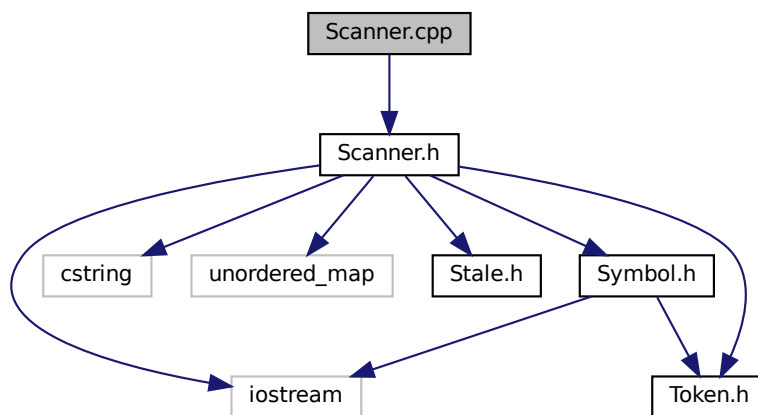 Scanner.cpp
Scanner.h
cstring
unordered_map
Stale.h
Symbol.h
iostream
Token.h